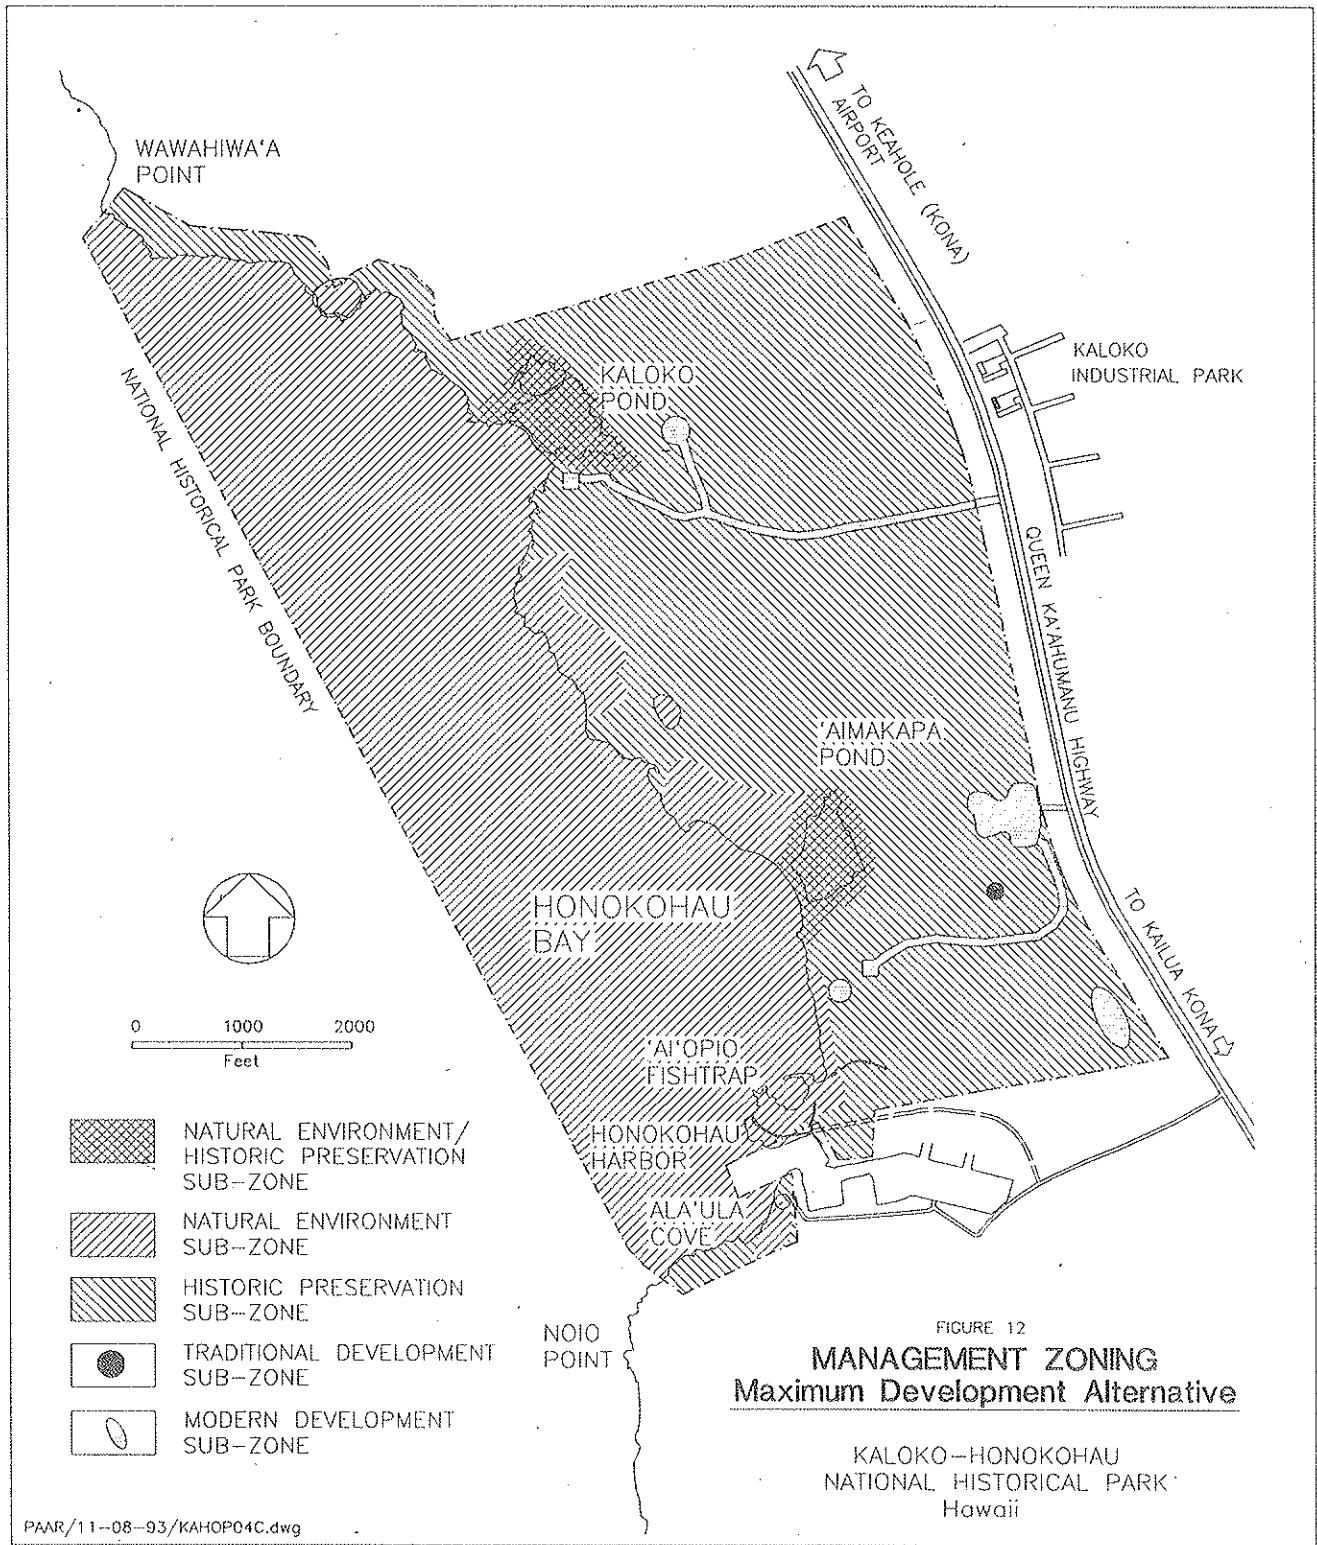 WAWAHIWA'A
POINT
TO KEAHOLE (KONA)
AIRPORT
KALOKO
INDUSTRIAL PARK
KALOKO
POND
NATIONAL HISTORICAL PARK BOUNDARY
QUEEN KA'AHUMANU HIGHWAY
'AIMAKAPA
POND
HONOKOHAU
BAY
TO KAILUA KONA
0 1000 2000
Feet
'AI'OPIO
FISHTRAP
HONOKOHAU
HARBOR
ALA'ULA
COVE
NATURAL ENVIRONMENT/
HISTORIC PRESERVATION
SUB-ZONE
NATURAL ENVIRONMENT
SUB-ZONE
HISTORIC PRESERVATION
SUB-ZONE
TRADITIONAL DEVELOPMENT
SUB-ZONE
MODERN DEVELOPMENT
SUB-ZONE
NOIO
POINT
FIGURE 12
MANAGEMENT ZONING
Maximum Development Alternative
KALOKO-HONOKOHAU
NATIONAL HISTORICAL PARK
Hawaii
PAAR/11-08-93/KAHOP04C.dwg